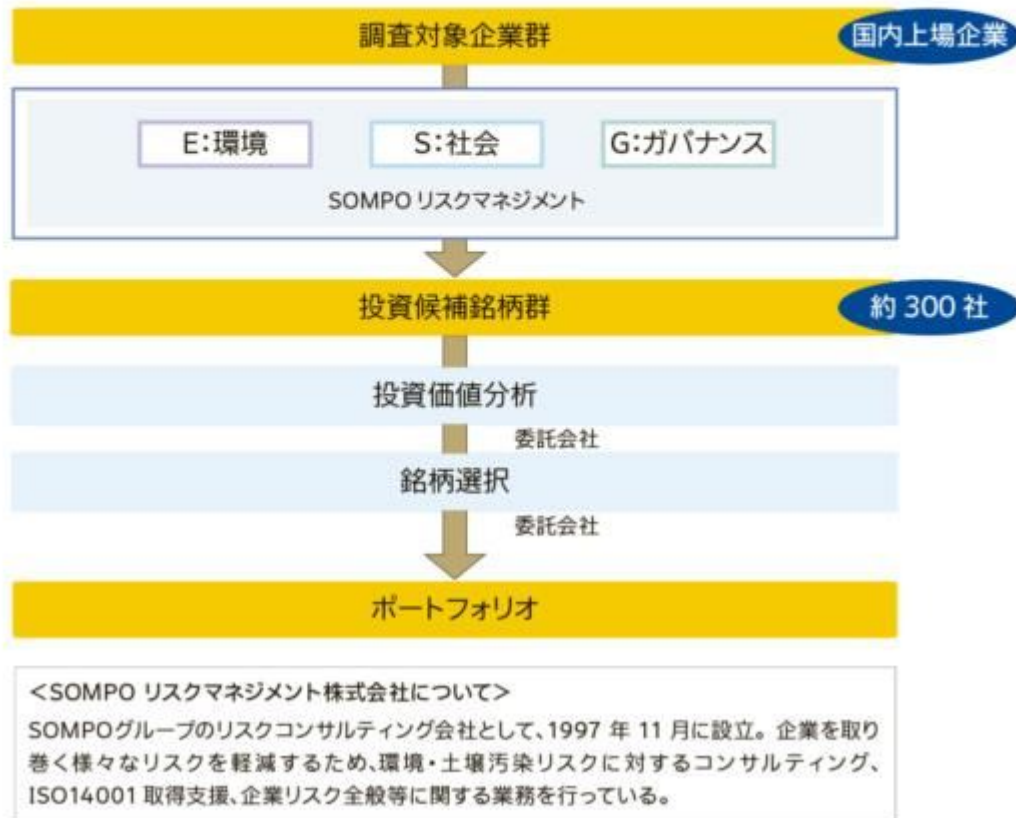 調査対象企業群
国内上場企業
E:環境
S:社会
G:ガバナンス
SOMPO リスクマネジメント
投資候補銘柄群
約 300 社
投資価値分析
委託会社
銘柄選択
委託会社
ポートフォリオ
<SOMPO リスクマネジメント株式会社について>
SOMPOグループのリスクコンサルティング会社として、1997 年 11 月に設立。企業を取り
巻く様々なリスクを軽減するため、環境・土壌汚染リスクに対するコンサルティング、
ISO14001 取得支援、企業リスク全般等に関する業務を行っている。